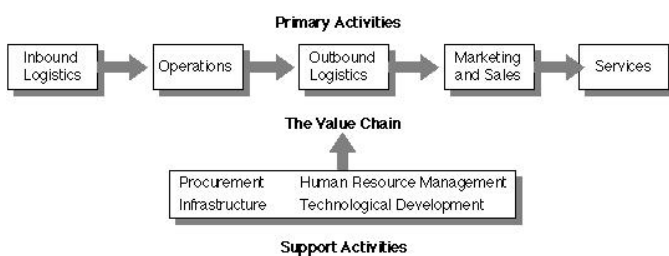 Primary Activities
Inbound
Logistics
Operations
Outbound
Logistics
Marketing
and Sales
Services
The Value Chain
Procurement Human Resource Management
Infrastructure Technological Development
Support Activities